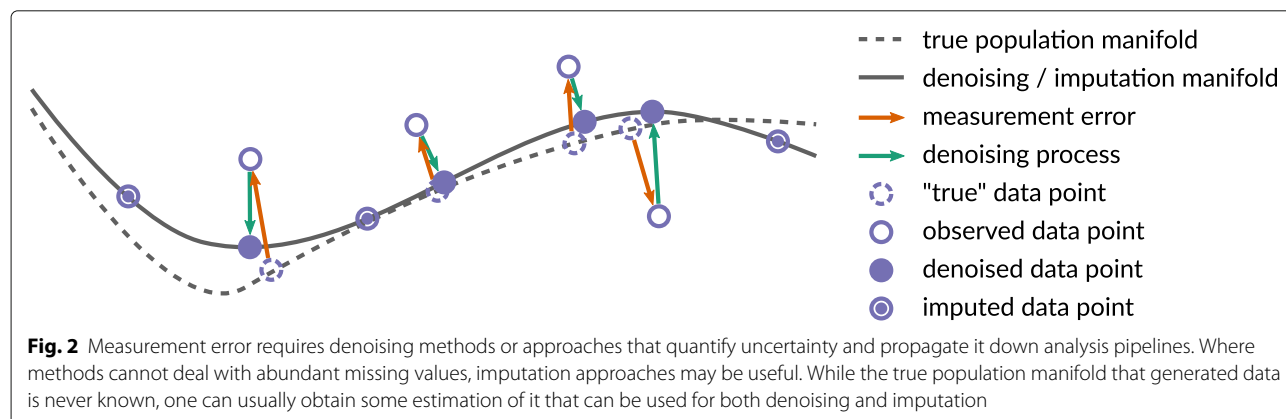 true population manifold
denoising / imputation manifold
measurement error
denoising process
"true" data point
observed data point
denoised data point
imputed data point
Fig. 2 Measurement error requires denoising methods or approaches that quantify uncertainty and propagate it down analysis pipelines. Where
methods cannot deal with abundant missing values, imputation approaches may be useful. While the true population manifold that generated data
is never known, one can usually obtain some estimation of it that can be used for both denoising and imputation